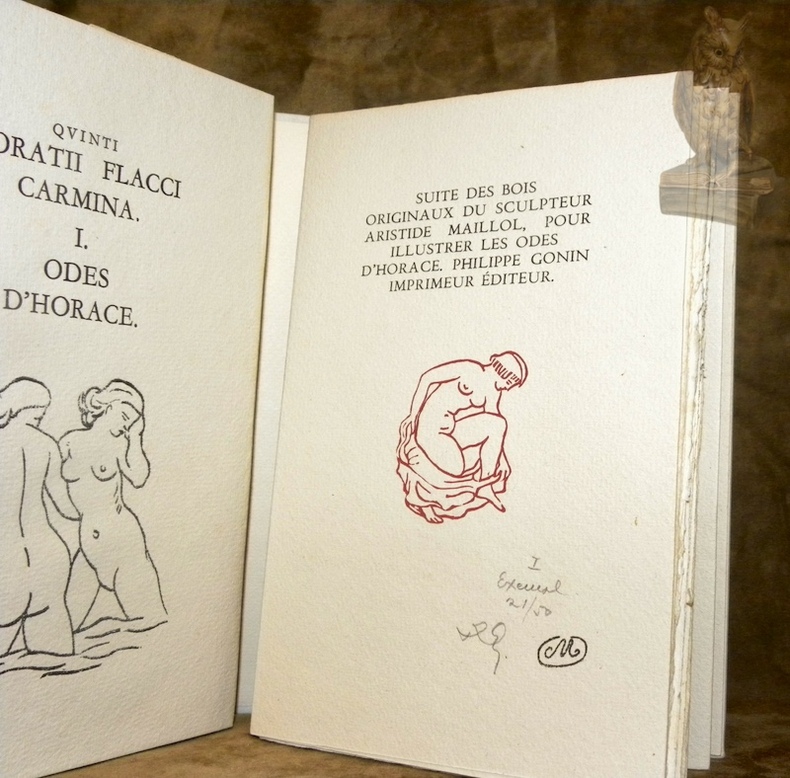 QVINTI
ORATII FLACCI
CARMINA.
I.
ODES
D'HORACE.
SUITE DES BOIS
ORIGINAUX DU SCULPTEUR
ARISTIDE MAILLOL, POUR
ILLUSTRER LES ODES
D'HORACE. PHILIPPE GONIN
IMPRIMEUR ÉDITEUR.
I
Exempl.
21/50
M